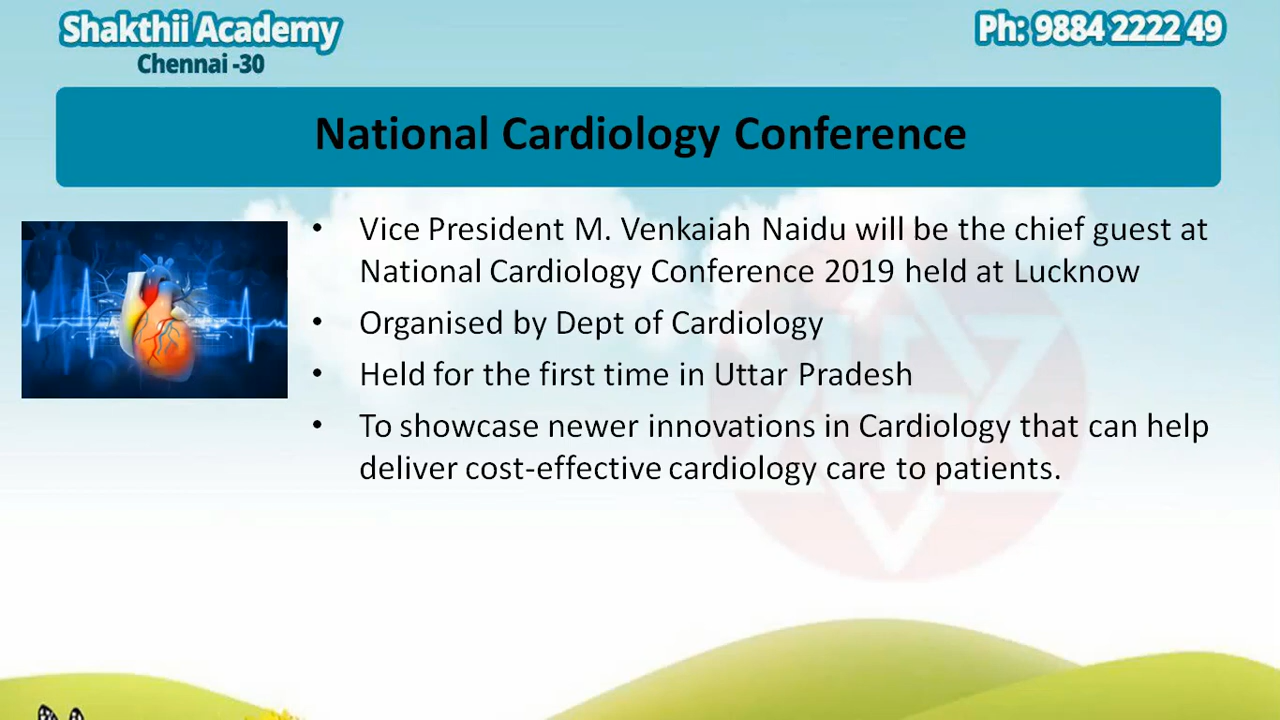 Shakthii Academy
Chennai -30
Ph: 9884 2222 49
National Cardiology Conference
• Vice President M. Venkaiah Naidu will be the chief guest at
National Cardiology Conference 2019 held at Lucknow
• Organised by Dept of Cardiology
• Held for the first time in Uttar Pradesh
• To showcase newer innovations in Cardiology that can help
deliver cost-effective cardiology care to patients.